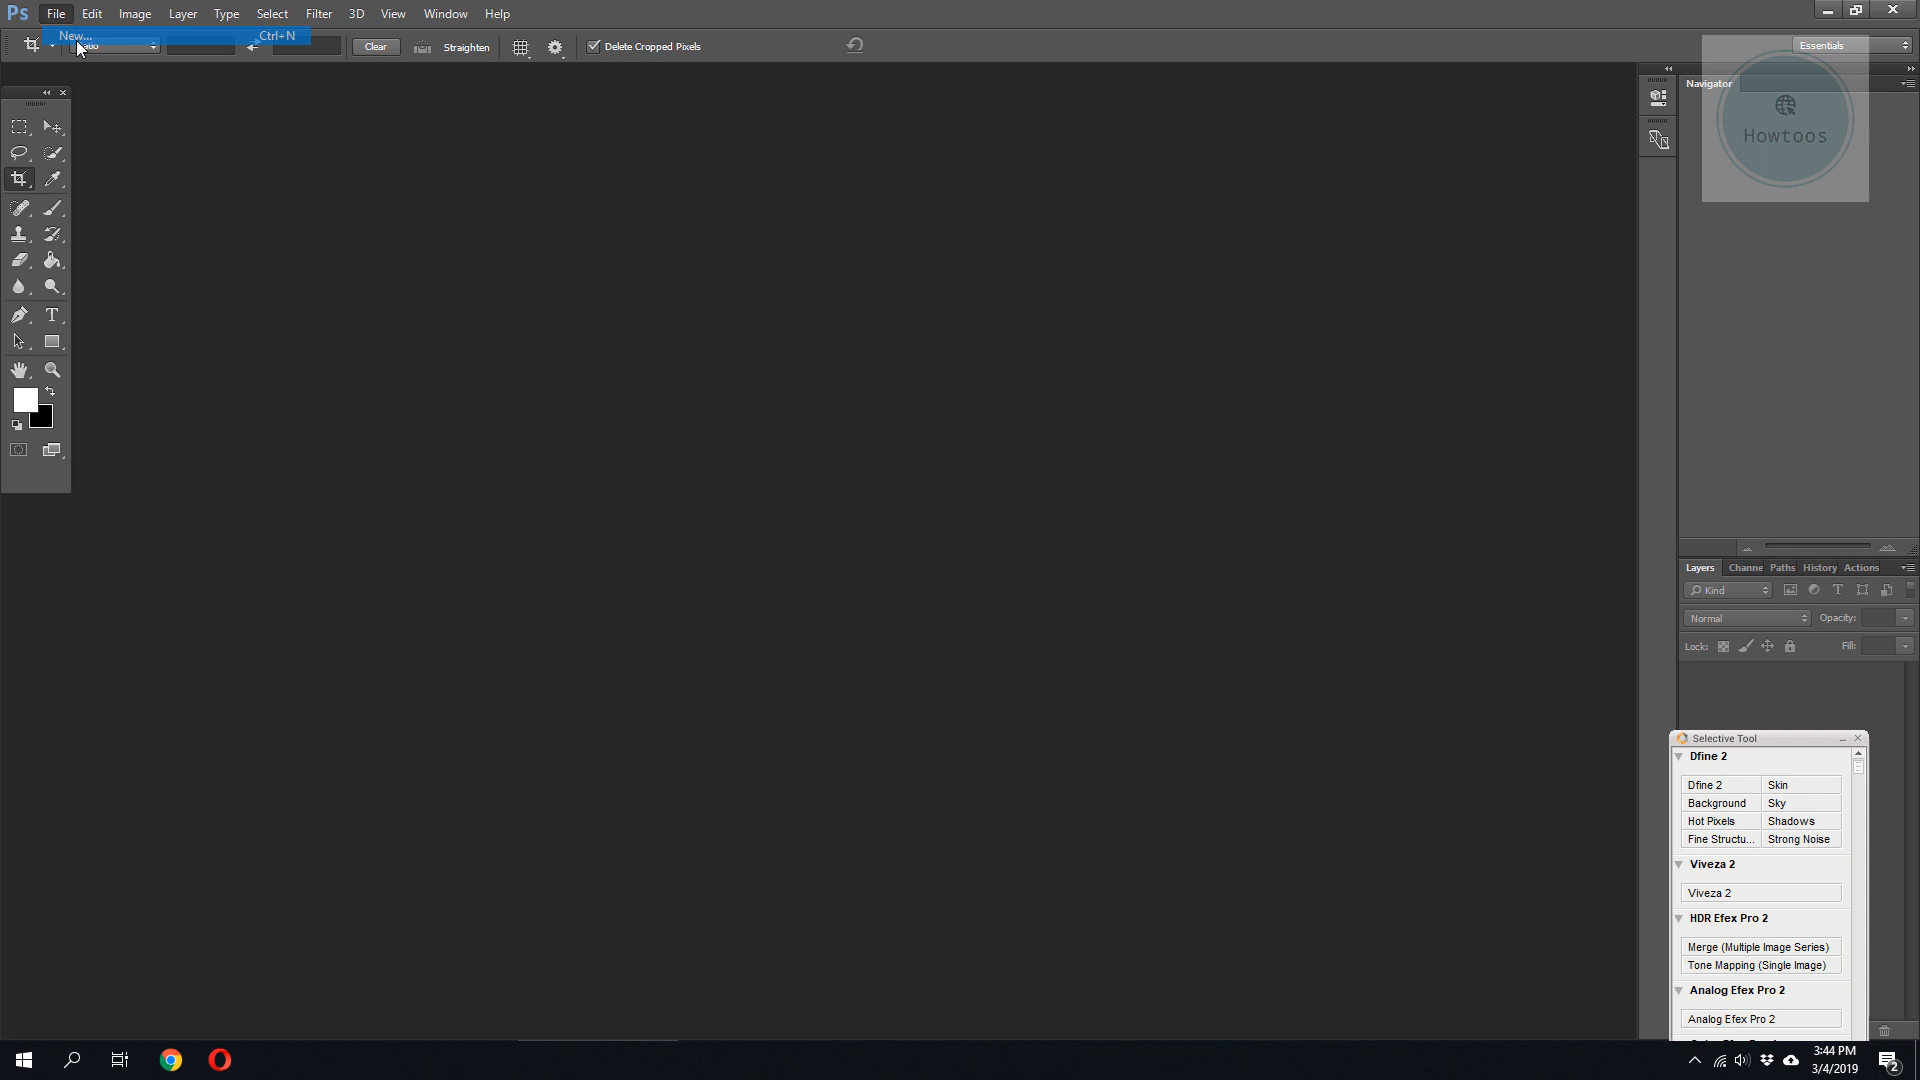 Ps File Edit Image Layer Type Select Filter 3D View Window Help
New... Ctrl+N
Clear Straighten Delete Cropped Pixels Essentials
Navigator
Howtoos
Layers Channe Paths History Actions
Kind
Normal Opacity:
Lock: Fill:
Selective Tool
Dfine 2
Dfine 2 Skin
Background Sky
Hot Pixels Shadows
Fine Structu... Strong Noise
Viveza 2
Viveza 2
HDR Efex Pro 2
Merge (Multiple Image Series)
Tone Mapping (Single Image)
Analog Efex Pro 2
Analog Efex Pro 2
3:44 PM
3/4/2019
2